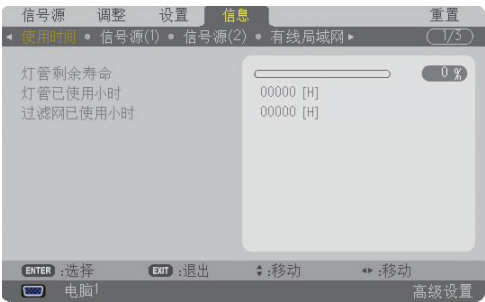 信号源 调整 设置 信息 重置
使用时间 • 信号源(1) • 信号源(2) • 有线局域网 1/3
灯管剩余寿命 0 %
灯管已使用小时 00000 [H]
过滤网已使用小时 00000 [H]
ENTER :选择 EXIT :退出 :移动 :移动
电脑1 高级设置